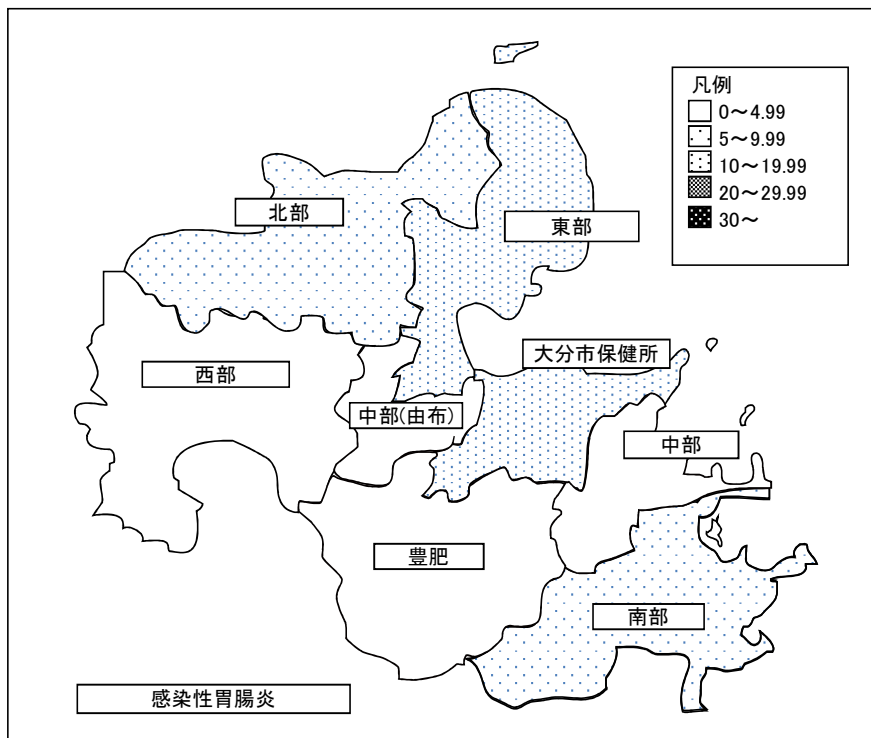 凡例
0～4.99
5～9.99
10～19.99
20～29.99
30～
北部
東部
大分市保健所
西部
中部(由布)
中部
豊肥
南部
感染性胃腸炎